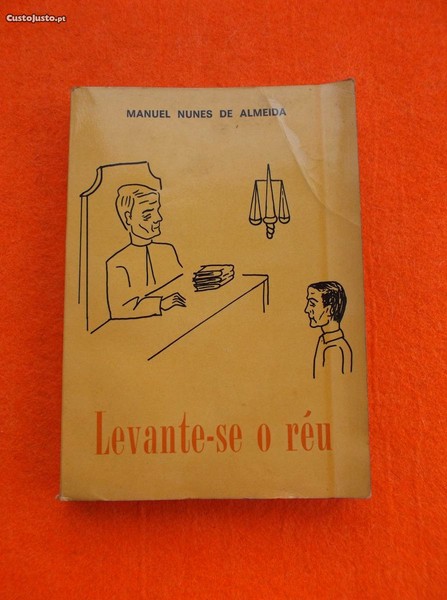 CustoJusto.pt
MANUEL NUNES DE ALMEIDA
Levante-se o réu